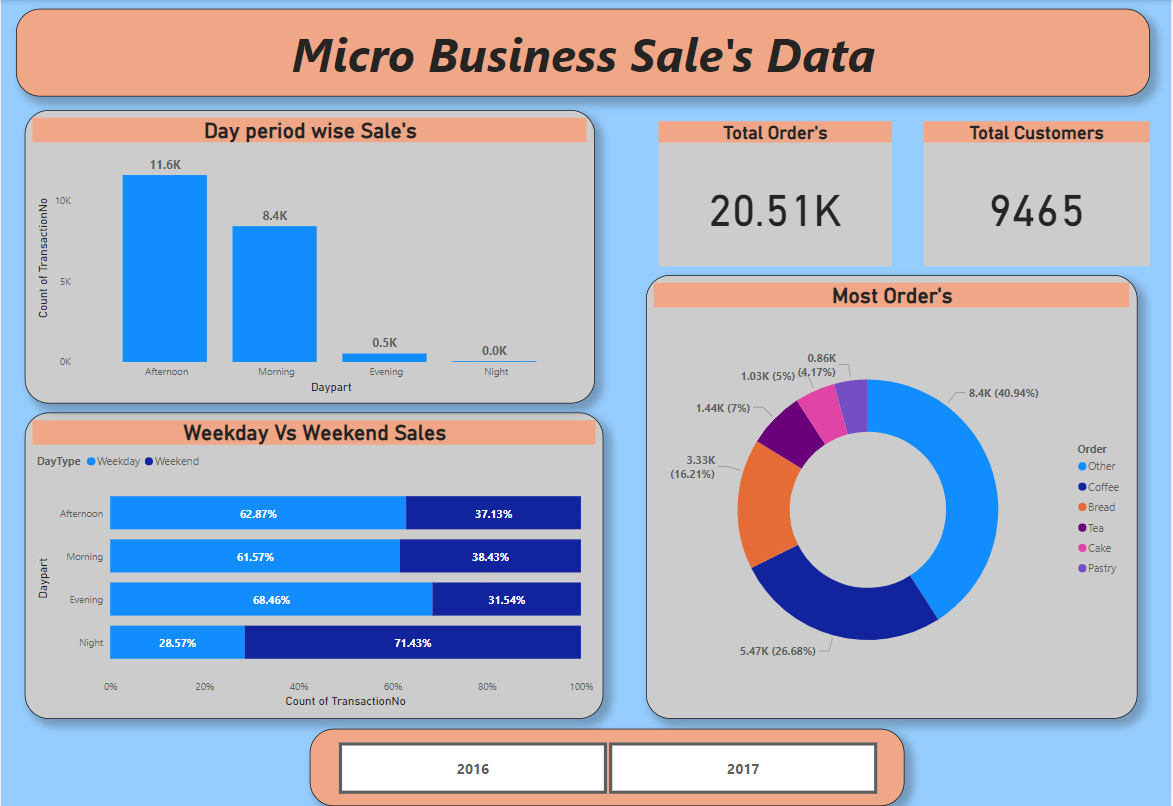 Micro Business Sale's Data
Day period wise Sale's
Count of TransactionNo
10K
5K
0K
11.6K
8.4K
0.5K
0.0K
Afternoon
Morning
Evening
Night
Daypart
Total Order's
20.51K
Total Customers
9465
Weekday Vs Weekend Sales
DayType Weekday Weekend
Daypart
Afternoon 62.87% 37.13%
Morning 61.57% 38.43%
Evening 68.46% 31.54%
Night 28.57% 71.43%
0% 20% 40% 60% 80% 100%
Count of TransactionNo
Most Order's
0.86K
(4.17%)
1.03K (5%)
1.44K (7%)
3.33K
(16.21%)
5.47K (26.68%)
8.4K (40.94%)
Order
Other
Coffee
Bread
Tea
Cake
Pastry
2016
2017